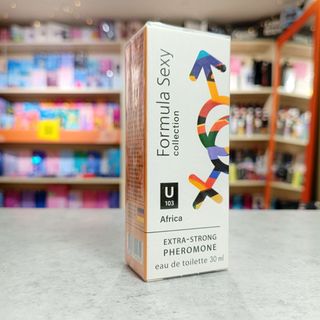 Formula Sexy
collection
U
103
Africa
EXTRA-STRONG
PHEROMONE
eau de toilette 30 ml